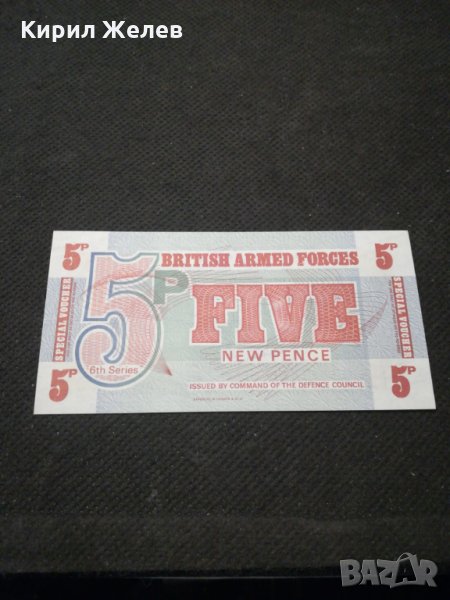 Кирил Желев
5P
BRITISH ARMED FORCES
5P
SPECIAL VOUCHER
5P
FIVE
SPECIAL VOUCHER
NEW PENCE
6th Series
5P
ISSUED BY COMMAND OF THE DEFENCE COUNCIL
5P
BAZAR